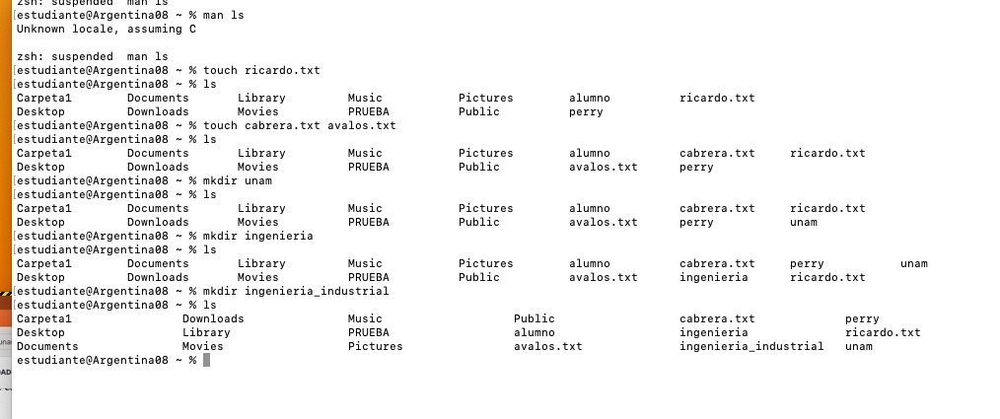 zsh: suspended  man ls
[estudiante@Argentina08 ~ % man ls
Unknown locale, assuming C

zsh: suspended  man ls
[estudiante@Argentina08 ~ % touch ricardo.txt
[estudiante@Argentina08 ~ % ls
Carpeta1        Documents       Library         Music           Pictures        alumno          ricardo.txt
Desktop         Downloads       Movies          PRUEBA          Public          perry
[estudiante@Argentina08 ~ % touch cabrera.txt avalos.txt
[estudiante@Argentina08 ~ % ls
Carpeta1        Documents       Library         Music           Pictures        alumno          cabrera.txt     ricardo.txt
Desktop         Downloads       Movies          PRUEBA          Public          avalos.txt      perry
[estudiante@Argentina08 ~ % mkdir unam
[estudiante@Argentina08 ~ % ls
Carpeta1        Documents       Library         Music           Pictures        alumno          cabrera.txt     ricardo.txt
Desktop         Downloads       Movies          PRUEBA          Public          avalos.txt      perry           unam
[estudiante@Argentina08 ~ % mkdir ingenieria
[estudiante@Argentina08 ~ % ls
Carpeta1        Documents       Library         Music           Pictures        alumno          cabrera.txt     perry           unam
Desktop         Downloads       Movies          PRUEBA          Public          avalos.txt      ingenieria      ricardo.txt
[estudiante@Argentina08 ~ % mkdir ingenieria_industrial
[estudiante@Argentina08 ~ % ls
Carpeta1                Downloads               Music                   Public                  cabrera.txt             perry
Desktop                 Library                 PRUEBA                  alumno                  ingenieria              ricardo.txt
Documents               Movies                  Pictures                avalos.txt              ingenieria_industrial   unam
estudiante@Argentina08 ~ %